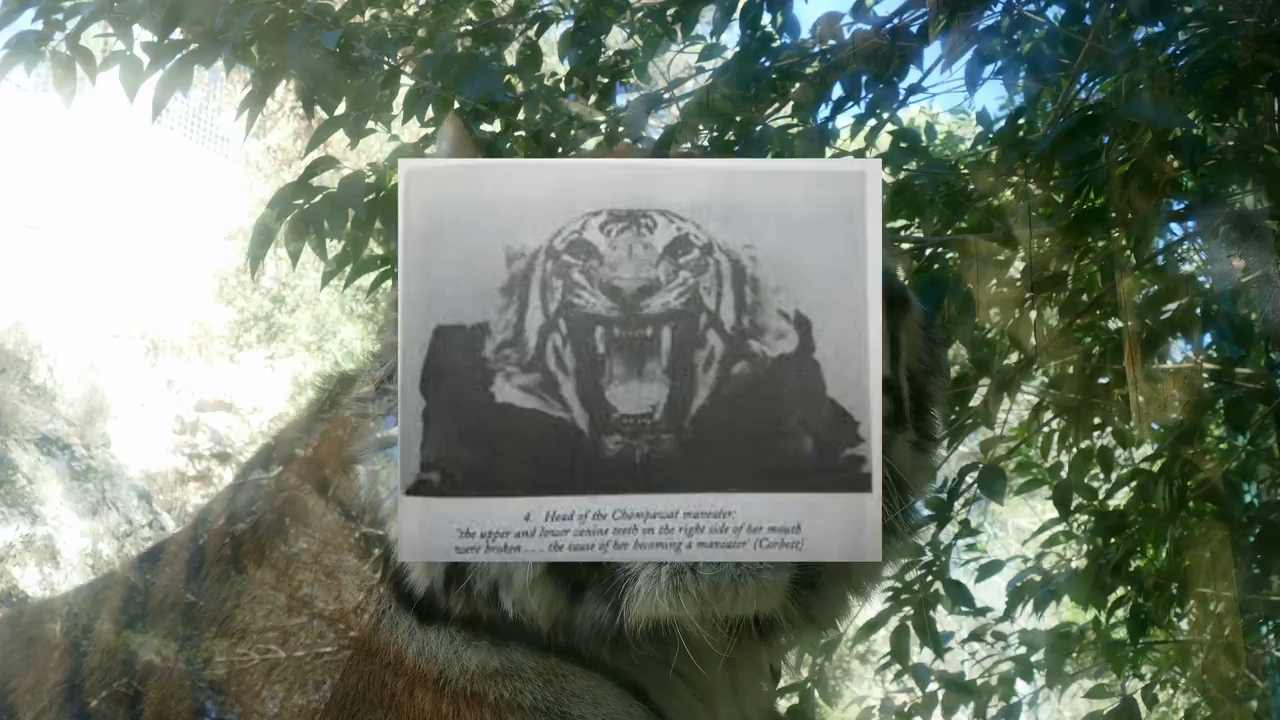 4. Head of the Chompawat maneater:
'the upper and lower canine teeth on the right side of her mouth
were broken . . . the cause of her becoming a maneater' (Corbett)